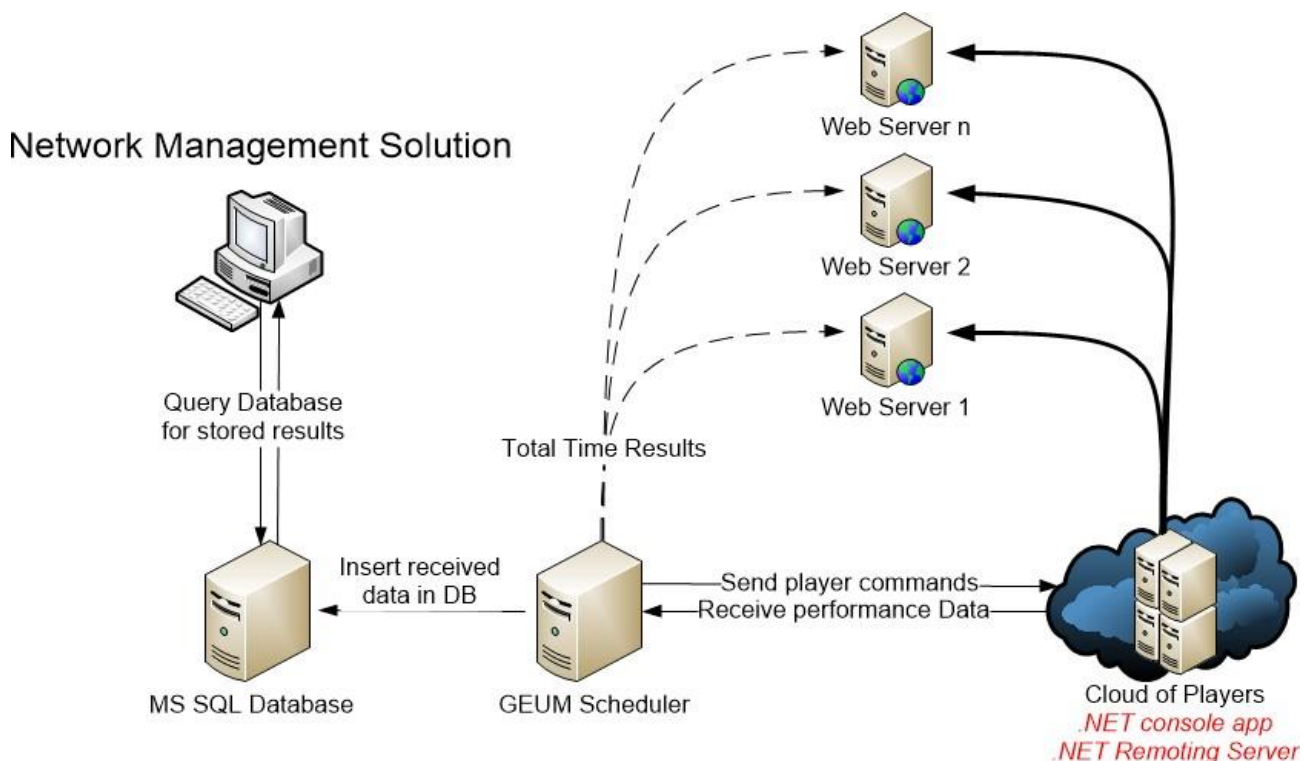 Web Server n
Network Management Solution
Web Server 2
Web Server 1
Query Database
for stored results
Total Time Results
Insert received
data in DB
Send player commands
Receive performance Data
MS SQL Database
GEUM Scheduler
Cloud of Players
.NET console app
.NET Remoting Server